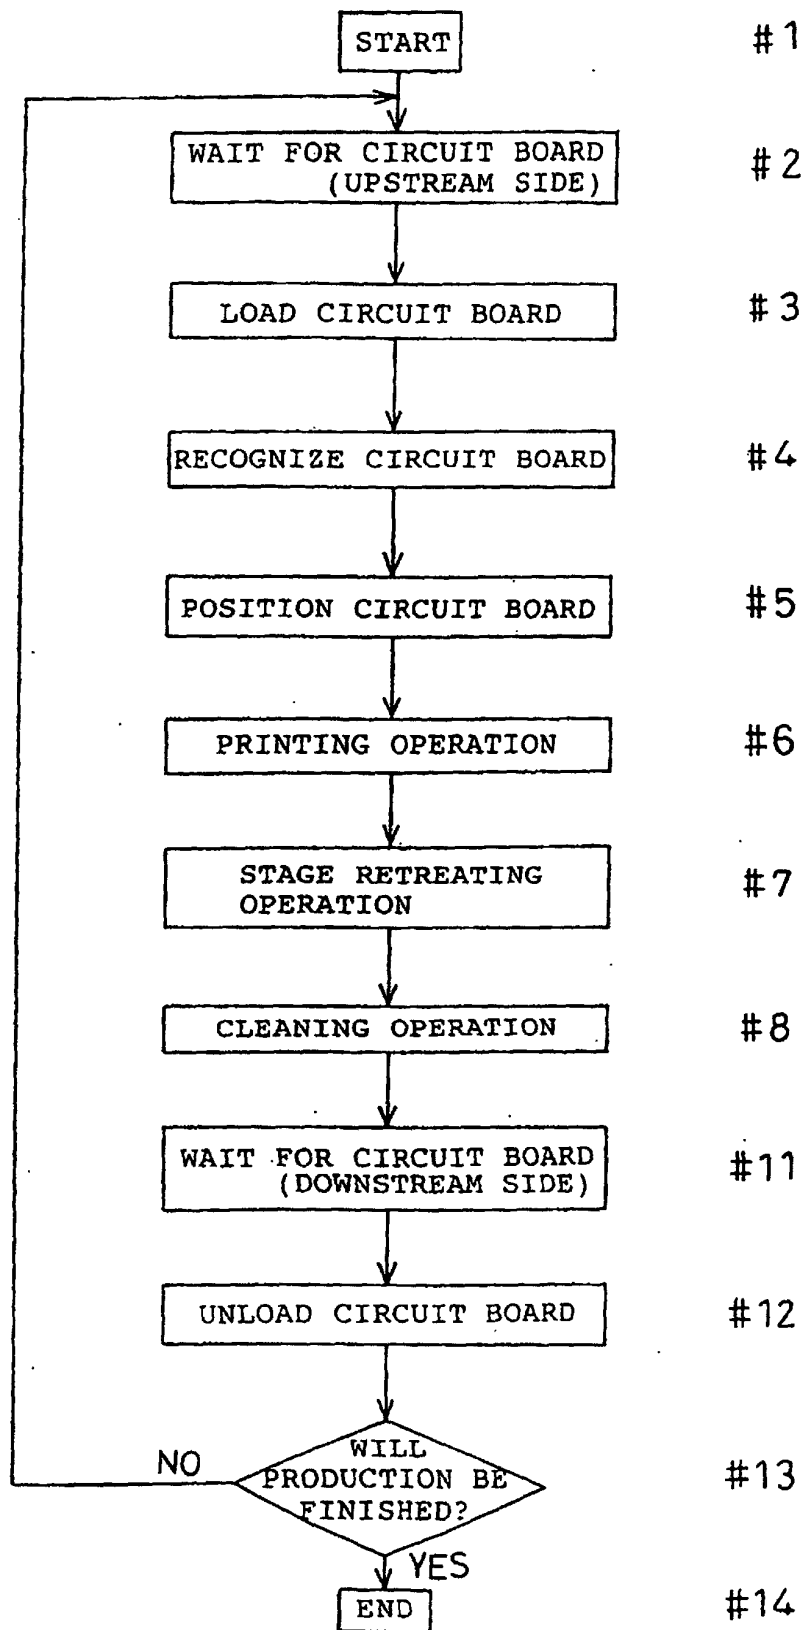 START #1
WAIT FOR CIRCUIT BOARD
(UPSTREAM SIDE) #2
LOAD CIRCUIT BOARD #3
RECOGNIZE CIRCUIT BOARD #4
POSITION CIRCUIT BOARD #5
PRINTING OPERATION #6
STAGE RETREATING
OPERATION #7
CLEANING OPERATION #8
WAIT FOR CIRCUIT BOARD
(DOWNSTREAM SIDE) #11
UNLOAD CIRCUIT BOARD #12
WILL
NO PRODUCTION BE #13
FINISHED?
YES
END #14